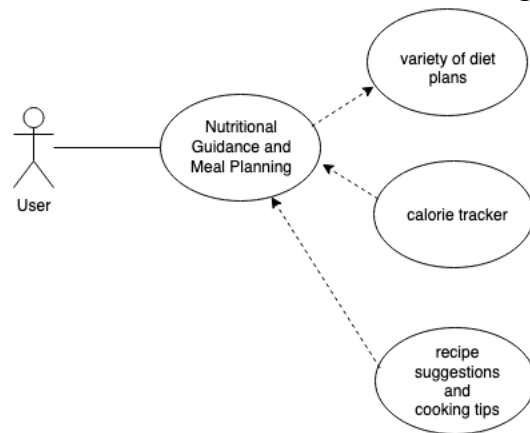 variety of diet
plans
Nutritional
Guidance and
Meal Planning
User
calorie tracker
recipe
suggestions
and
cooking tips